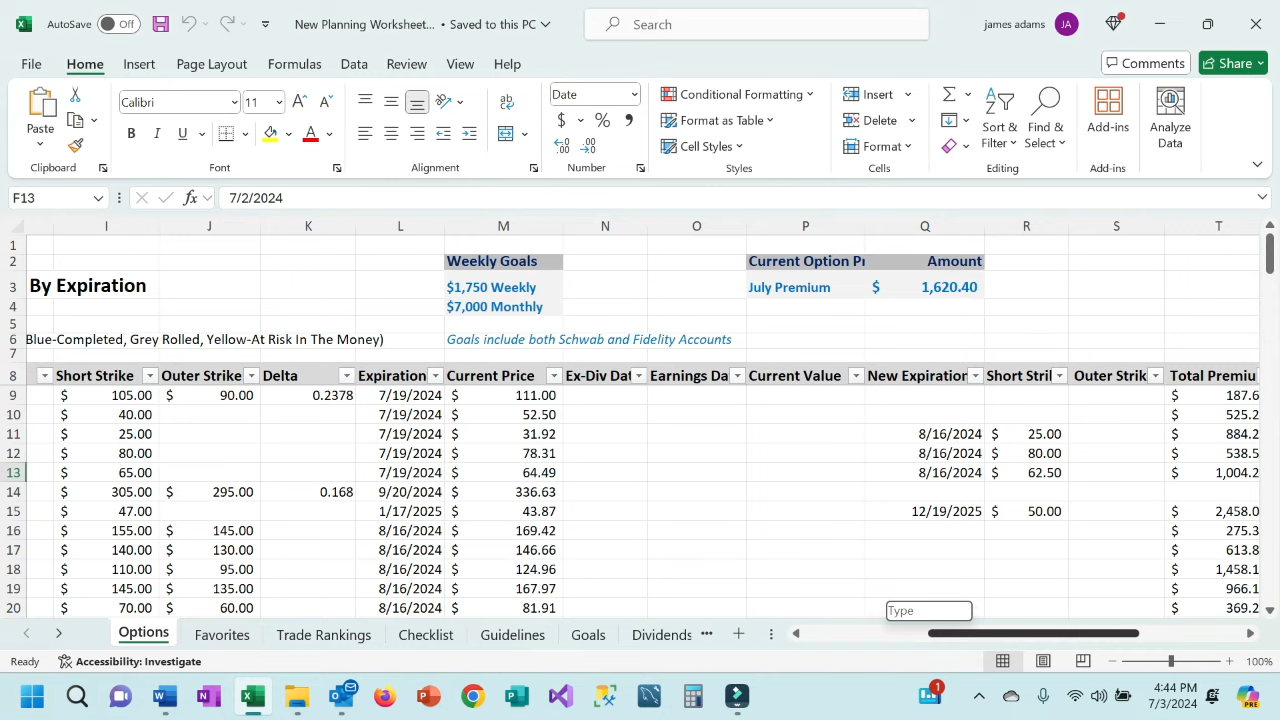 AutoSave Off New Planning Worksheet... • Saved to this PC Search james adams JA
File Home Insert Page Layout Formulas Data Review View Help Comments Share
Calibri 11 Date Conditional Formatting Insert
Paste B I U $ % 9 Format as Table Delete Sort & Filter Find & Select Add-ins Analyze Data
Cell Styles Format
Clipboard Font Alignment Number Styles Cells Editing Add-ins
F13 fx 7/2/2024
I J K L M N O P Q R S T
1
2 Weekly Goals Current Option Pr Amount
3 By Expiration $1,750 Weekly July Premium $ 1,620.40
4 $7,000 Monthly
5
6 Blue-Completed, Grey Rolled, Yellow-At Risk In The Money) Goals include both Schwab and Fidelity Accounts
7
8 Short Strike Outer Strike Delta Expiration Current Price Ex-Div Dat Earnings Da Current Value New Expiration Short Stril Outer Strik Total Premiu
9 $ 105.00 $ 90.00 0.2378 7/19/2024 $ 111.00 $ 187.6
10 $ 40.00 7/19/2024 $ 52.50 $ 525.2
11 $ 25.00 7/19/2024 $ 31.92 8/16/2024 $ 25.00 $ 884.2
12 $ 80.00 7/19/2024 $ 78.31 8/16/2024 $ 80.00 $ 538.5
13 $ 65.00 7/19/2024 $ 64.49 8/16/2024 $ 62.50 $ 1,004.2
14 $ 305.00 $ 295.00 0.168 9/20/2024 $ 336.63
15 $ 47.00 1/17/2025 $ 43.87 12/19/2025 $ 50.00 $ 2,458.0
16 $ 155.00 $ 145.00 8/16/2024 $ 169.42 $ 275.3
17 $ 140.00 $ 130.00 8/16/2024 $ 146.66 $ 613.8
18 $ 110.00 $ 95.00 8/16/2024 $ 124.96 $ 1,458.1
19 $ 145.00 $ 135.00 8/16/2024 $ 167.97 $ 966.1
20 $ 70.00 $ 60.00 8/16/2024 $ 81.91 $ 369.2
Type
Options Favorites Trade Rankings Checklist Guidelines Goals Dividends
Ready Accessibility: Investigate 100%
1 4:44 PM
7/3/2024 PRE